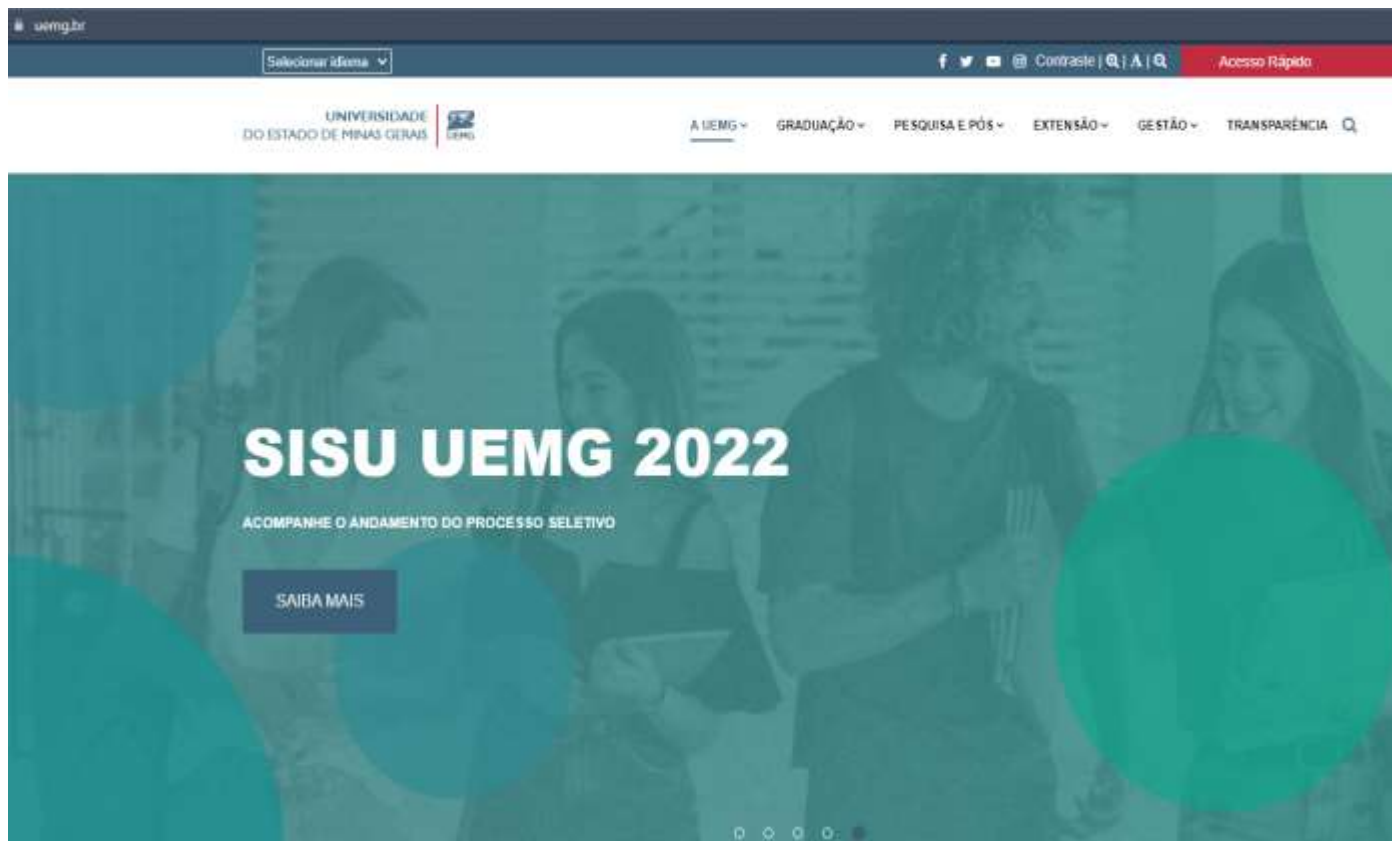 uemg.br
Selecionar idioma
Contraste | | A |
Acesso Rápido
UNIVERSIDADE
DO ESTADO DE MINAS GERAIS
UEMG
A UEMG GRADUAÇÃO PESQUISA E PÓS EXTENSÃO GESTÃO TRANSPARÊNCIA
SISU UEMG 2022
ACOMPANHE O ANDAMENTO DO PROCESSO SELETIVO
SAIBA MAIS